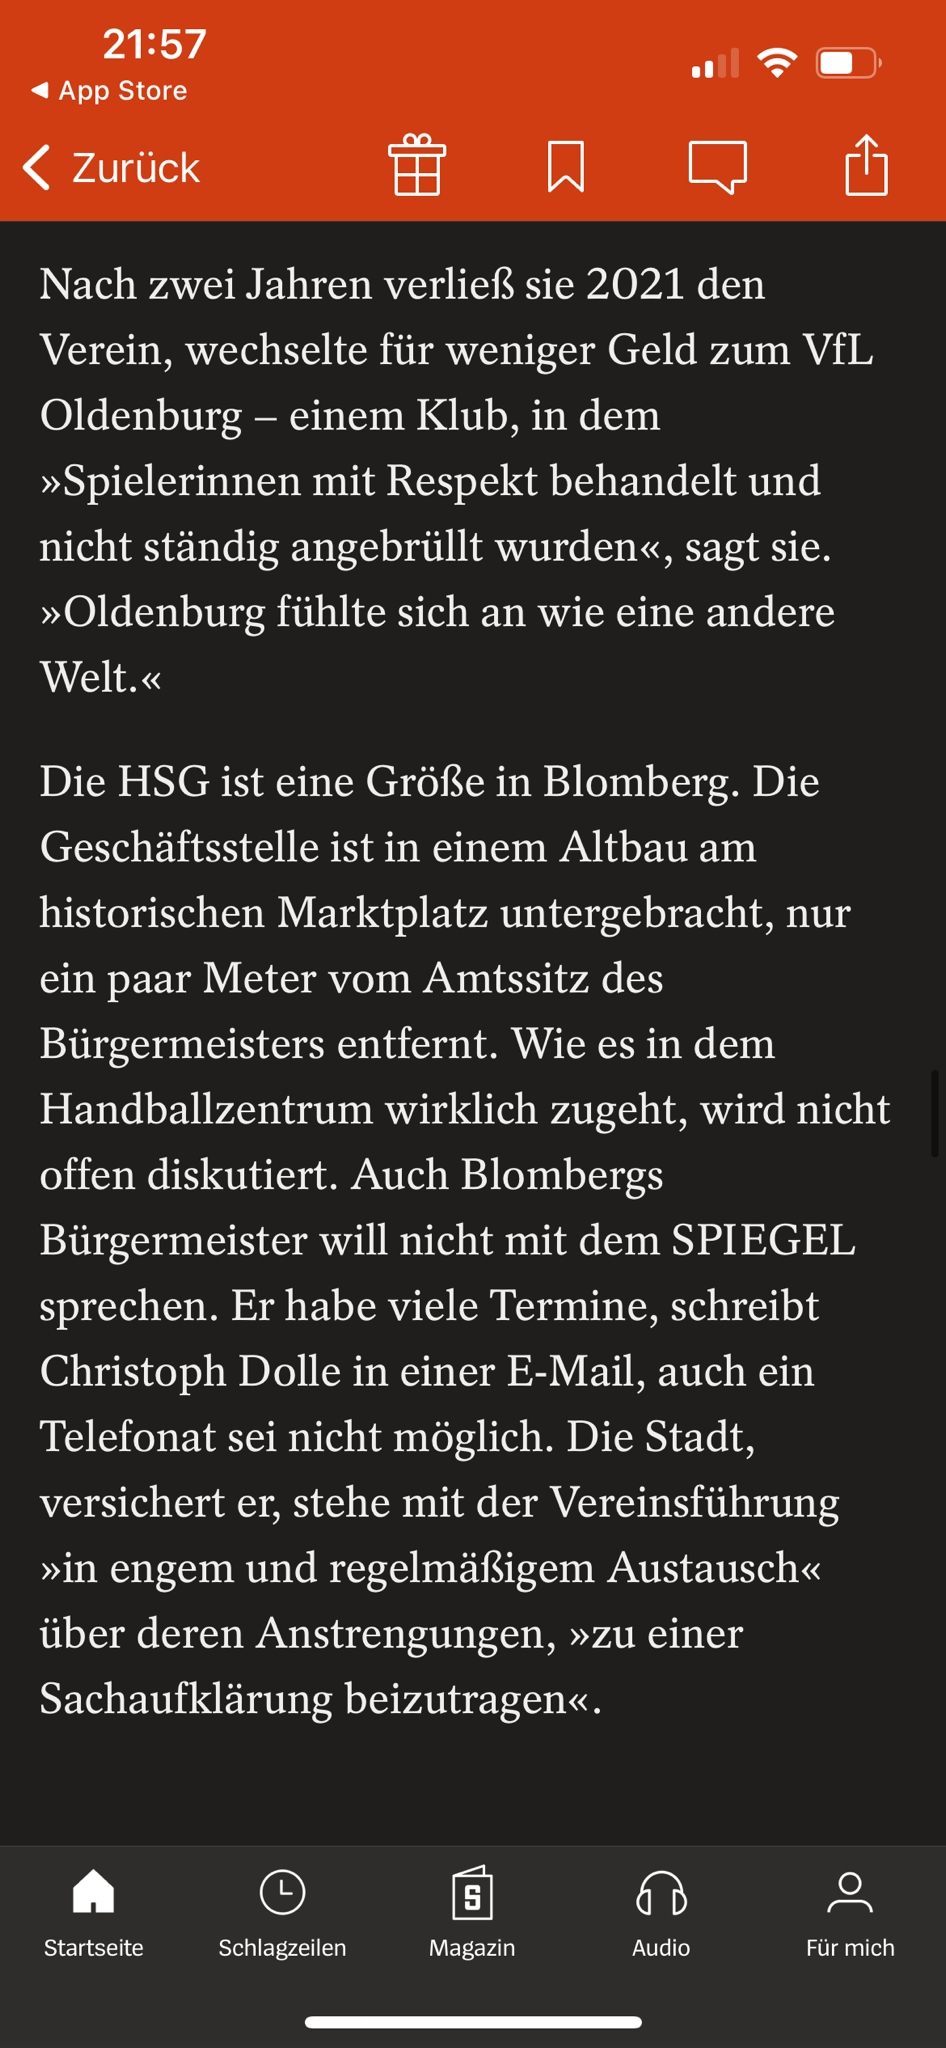 21:57
App Store
Zurück
Nach zwei Jahren verließ sie 2021 den
Verein, wechselte für weniger Geld zum VfL
Oldenburg – einem Klub, in dem
»Spielerinnen mit Respekt behandelt und
nicht ständig angebrüllt wurden«, sagt sie.
»Oldenburg fühlte sich an wie eine andere
Welt.«
Die HSG ist eine Größe in Blomberg. Die
Geschäftsstelle ist in einem Altbau am
historischen Marktplatz untergebracht, nur
ein paar Meter vom Amtssitz des
Bürgermeisters entfernt. Wie es in dem
Handballzentrum wirklich zugeht, wird nicht
offen diskutiert. Auch Blombergs
Bürgermeister will nicht mit dem SPIEGEL
sprechen. Er habe viele Termine, schreibt
Christoph Dolle in einer E-Mail, auch ein
Telefonat sei nicht möglich. Die Stadt,
versichert er, stehe mit der Vereinsführung
»in engem und regelmäßigem Austausch«
über deren Anstrengungen, »zu einer
Sachaufklärung beizutragen«.
S
Startseite Schlagzeilen Magazin Audio Für mich